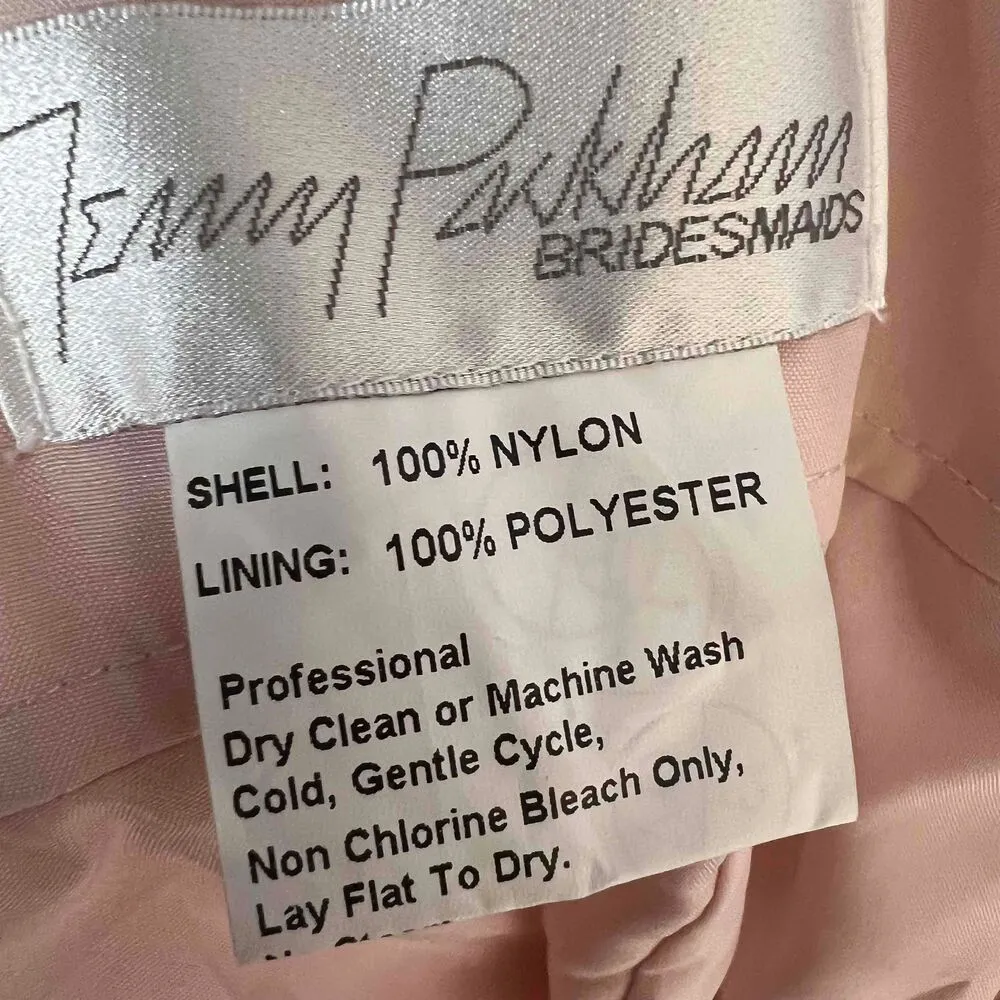 Jenny Packham
BRIDESMAIDS
SHELL: 100% NYLON
LINING: 100% POLYESTER
Professional
Dry Clean or Machine Wash
Cold, Gentle Cycle,
Non Chlorine Bleach Only,
Lay Flat To Dry.